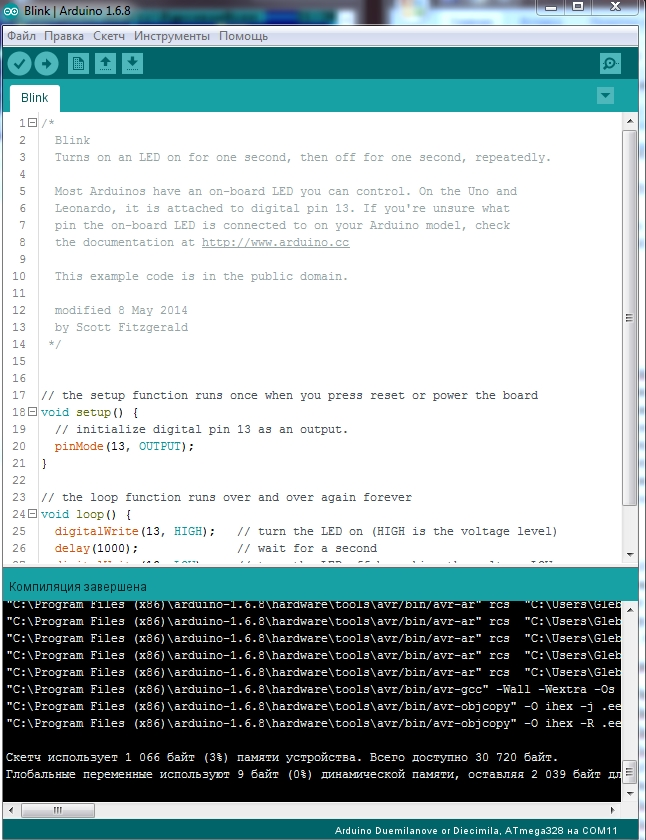 Blink | Arduino 1.6.8
Файл Правка Скетч Инструменты Помощь
Blink
1 /*
2 Blink
3 Turns on an LED on for one second, then off for one second, repeatedly.
4
5 Most Arduinos have an on-board LED you can control. On the Uno and
6 Leonardo, it is attached to digital pin 13. If you're unsure what
7 pin the on-board LED is connected to on your Arduino model, check
8 the documentation at http://www.arduino.cc
9
10 This example code is in the public domain.
11
12 modified 8 May 2014
13 by Scott Fitzgerald
14 */
15
16
17 // the setup function runs once when you press reset or power the board
18 void setup() {
19 // initialize digital pin 13 as an output.
20 pinMode(13, OUTPUT);
21 }
22
23 // the loop function runs over and over again forever
24 void loop() {
25 digitalWrite(13, HIGH); // turn the LED on (HIGH is the voltage level)
26 delay(1000); // wait for a second
Компиляция завершена
"C:\Program Files (x86)\arduino-1.6.8\hardware\tools\avr/bin/avr-ar" rcs "C:\Users\Gleb
"C:\Program Files (x86)\arduino-1.6.8\hardware\tools\avr/bin/avr-ar" rcs "C:\Users\Gleb
"C:\Program Files (x86)\arduino-1.6.8\hardware\tools\avr/bin/avr-ar" rcs "C:\Users\Gleb
"C:\Program Files (x86)\arduino-1.6.8\hardware\tools\avr/bin/avr-ar" rcs "C:\Users\Gleb
"C:\Program Files (x86)\arduino-1.6.8\hardware\tools\avr/bin/avr-ar" rcs "C:\Users\Gleb
"C:\Program Files (x86)\arduino-1.6.8\hardware\tools\avr/bin/avr-gcc" -Wall -Wextra -Os
"C:\Program Files (x86)\arduino-1.6.8\hardware\tools\avr/bin/avr-objcopy" -O ihex -j .ee
"C:\Program Files (x86)\arduino-1.6.8\hardware\tools\avr/bin/avr-objcopy" -O ihex -R .ee
Скетч использует 1 066 байт (3%) памяти устройства. Всего доступно 30 720 байт.
Глобальные переменные используют 9 байт (0%) динамической памяти, оставляя 2 039 байт дл
Arduino Duemilanove or Diecimila, ATmega328 на COM11